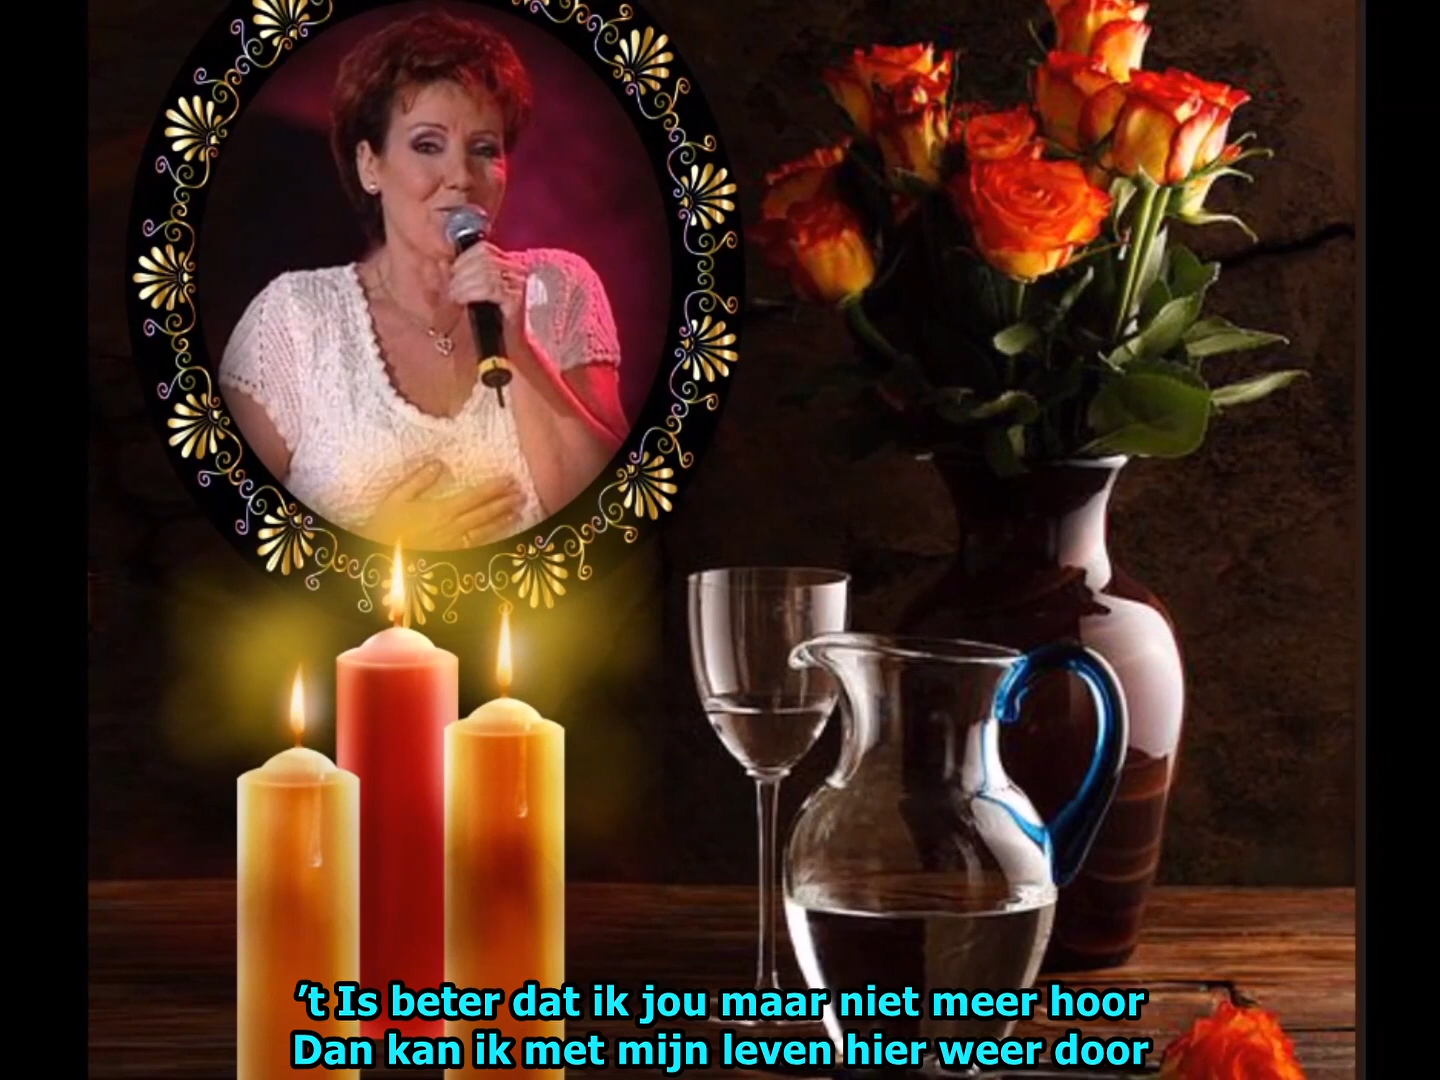 ’t Is beter dat ik jou maar niet meer hoor
Dan kan ik met mijn leven hier weer door